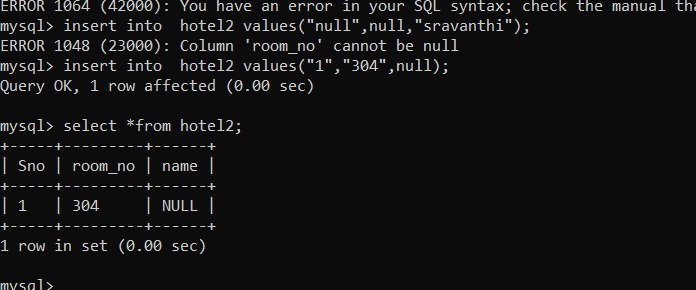 ERROR 1064 (42000): You have an error in your SQL syntax; check the manual
mysql> insert into  hotel2 values("null",null,"sravanthi");
ERROR 1048 (23000): Column 'room_no' cannot be null
mysql> insert into  hotel2 values("1","304",null);
Query OK, 1 row affected (0.00 sec)
mysql> select *from hotel2;
+-----+---------+------+
| Sno | room_no | name |
+-----+---------+------+
| 1   | 304     | NULL |
+-----+---------+------+
1 row in set (0.00 sec)
mysql>